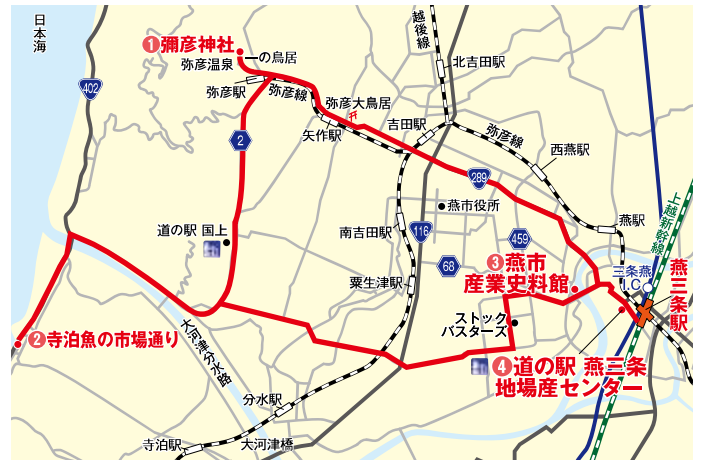 日本海
402
❶彌彦神社
一の鳥居
弥彦温泉
弥彦駅
弥彦線
弥彦大鳥居
矢作駅
吉田駅
越後線
北吉田駅
弥彦線
西燕駅
2
289
燕市役所
燕駅
上越新幹線
道の駅 国上
南吉田駅
116
459
68
❸燕市
産業史料館
三条燕
I.C
燕三条駅
粟生津駅
ストック
バスターズ
❷寺泊魚の市場通り
大河津分水路
❹道の駅 燕三条
地場産センター
分水駅
寺泊駅
大河津橋